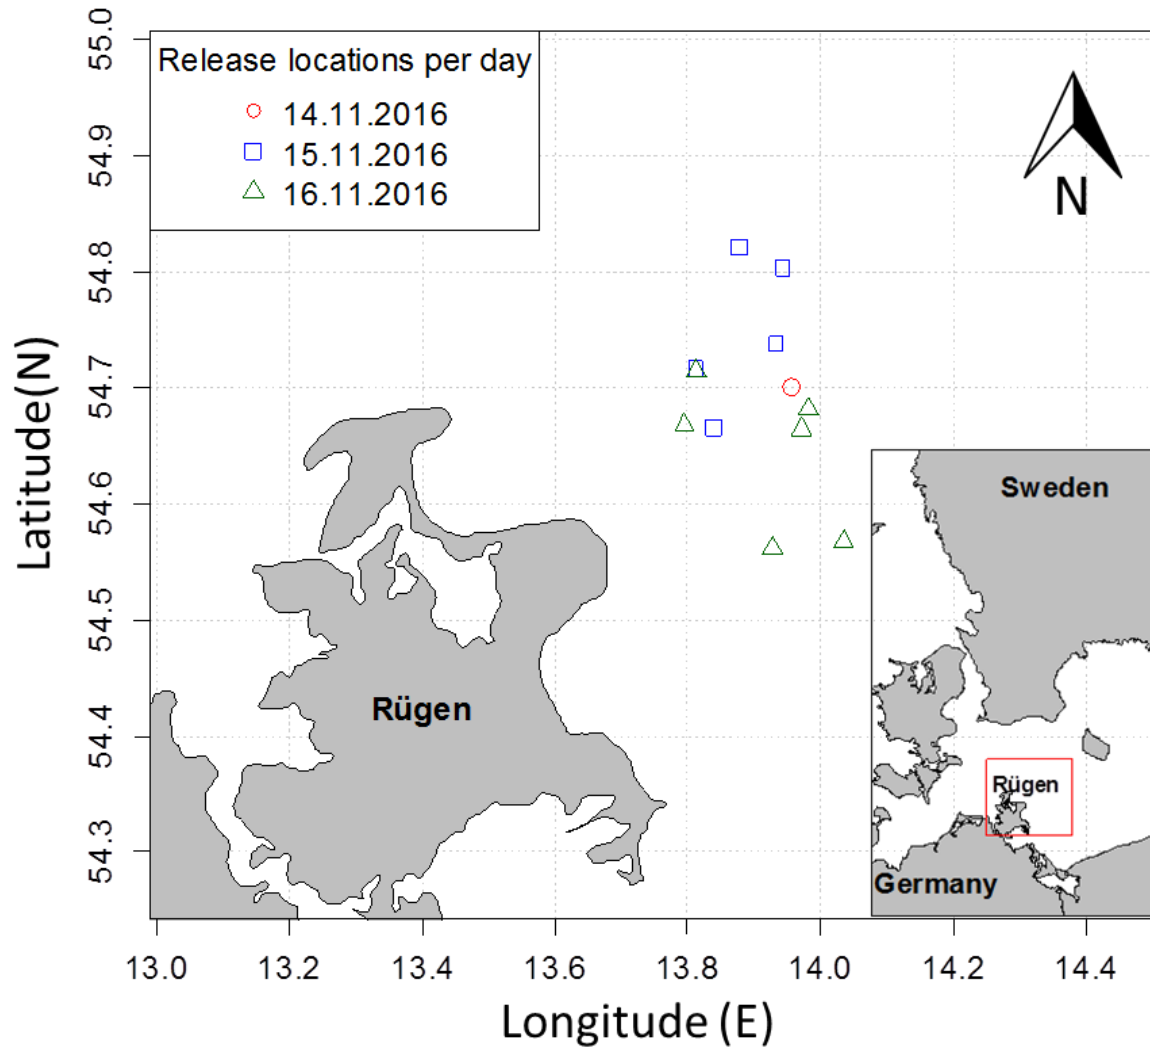 Release locations per day
14.11.2016
15.11.2016
16.11.2016
N
Latitude(N)
55.0
54.9
54.8
54.7
54.6
54.5
54.4
54.3
Rügen
Sweden
Rügen
Germany
13.0 13.2 13.4 13.6 13.8 14.0 14.2 14.4
Longitude (E)